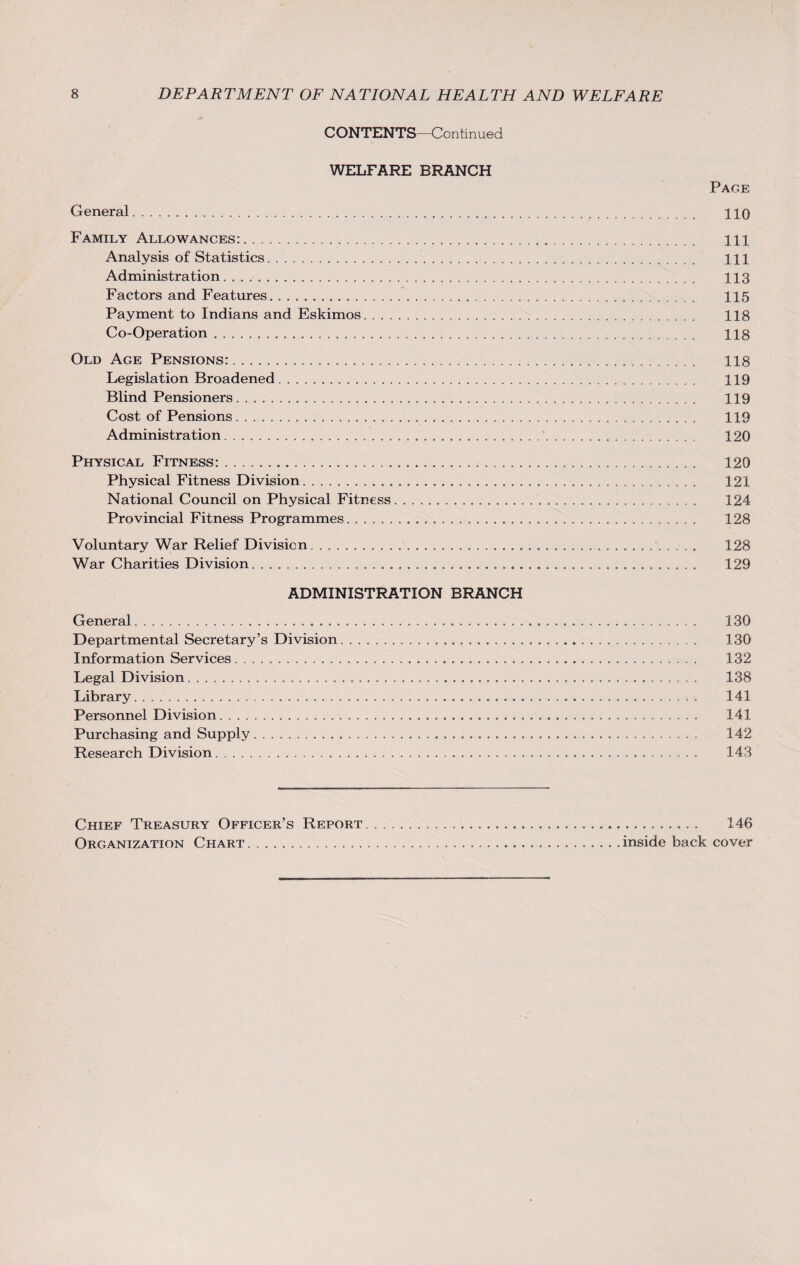 8 DEPARTMENT OF NATIONAL HEALTH AND WELFARE
CONTENTS—Continued
WELFARE BRANCH
Page
General 110
Family Allowances: 111
Analysis of Statistics 111
Administration 113
Factors and Features 115
Payment to Indians and Eskimos 118
Co-Operation 118
Old Age Pensions: 118
Legislation Broadened 119
Blind Pensioners 119
Cost of Pensions 119
Administration 120
Physical Fitness: 120
Physical Fitness Division 121
National Council on Physical Fitness 124
Provincial Fitness Programmes 128
Voluntary War Relief Division 128
War Charities Division 129
ADMINISTRATION BRANCH
General 130
Departmental Secretary's Division 130
Information Services 132
Legal Division 138
Library 141
Personnel Division 141
Purchasing and Supply 142
Research Division 143
Chief Treasury Officer's Report 146
Organization Chart inside back cover